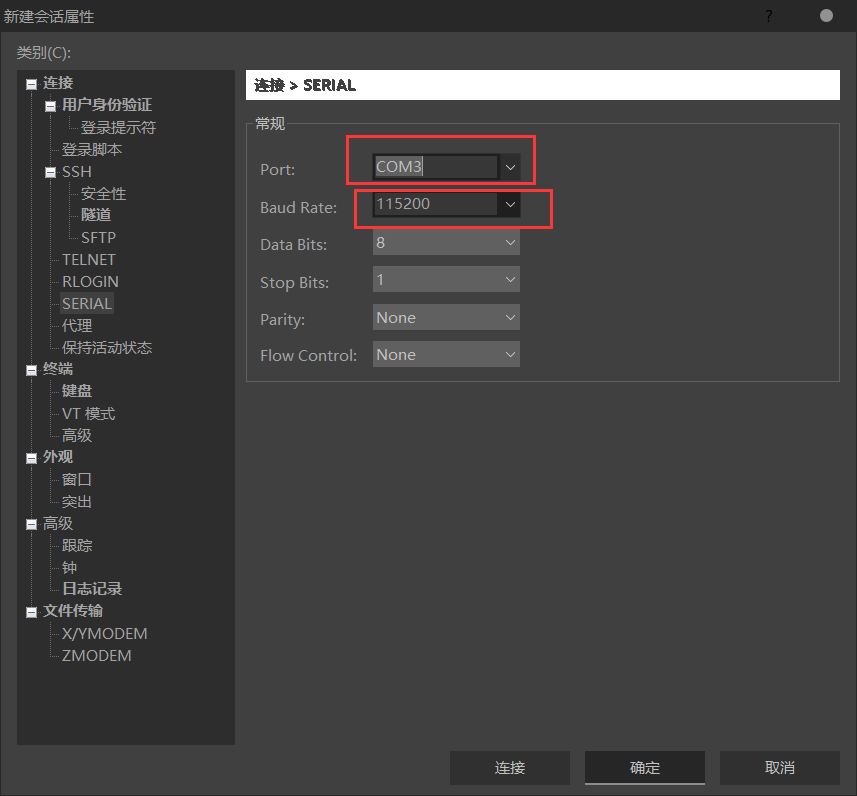 新建会话属性
?
类别(C):
连接
用户身份验证
登录提示符
登录脚本
SSH
安全性
隧道
SFTP
TELNET
RLOGIN
SERIAL
代理
保持活动状态
终端
键盘
VT 模式
高级
外观
窗口
突出
高级
跟踪
钟
日志记录
文件传输
X/YMODEM
ZMODEM
连接 > SERIAL
常规
Port: COM3
Baud Rate: 115200
Data Bits: 8
Stop Bits: 1
Parity: None
Flow Control: None
连接 确定 取消